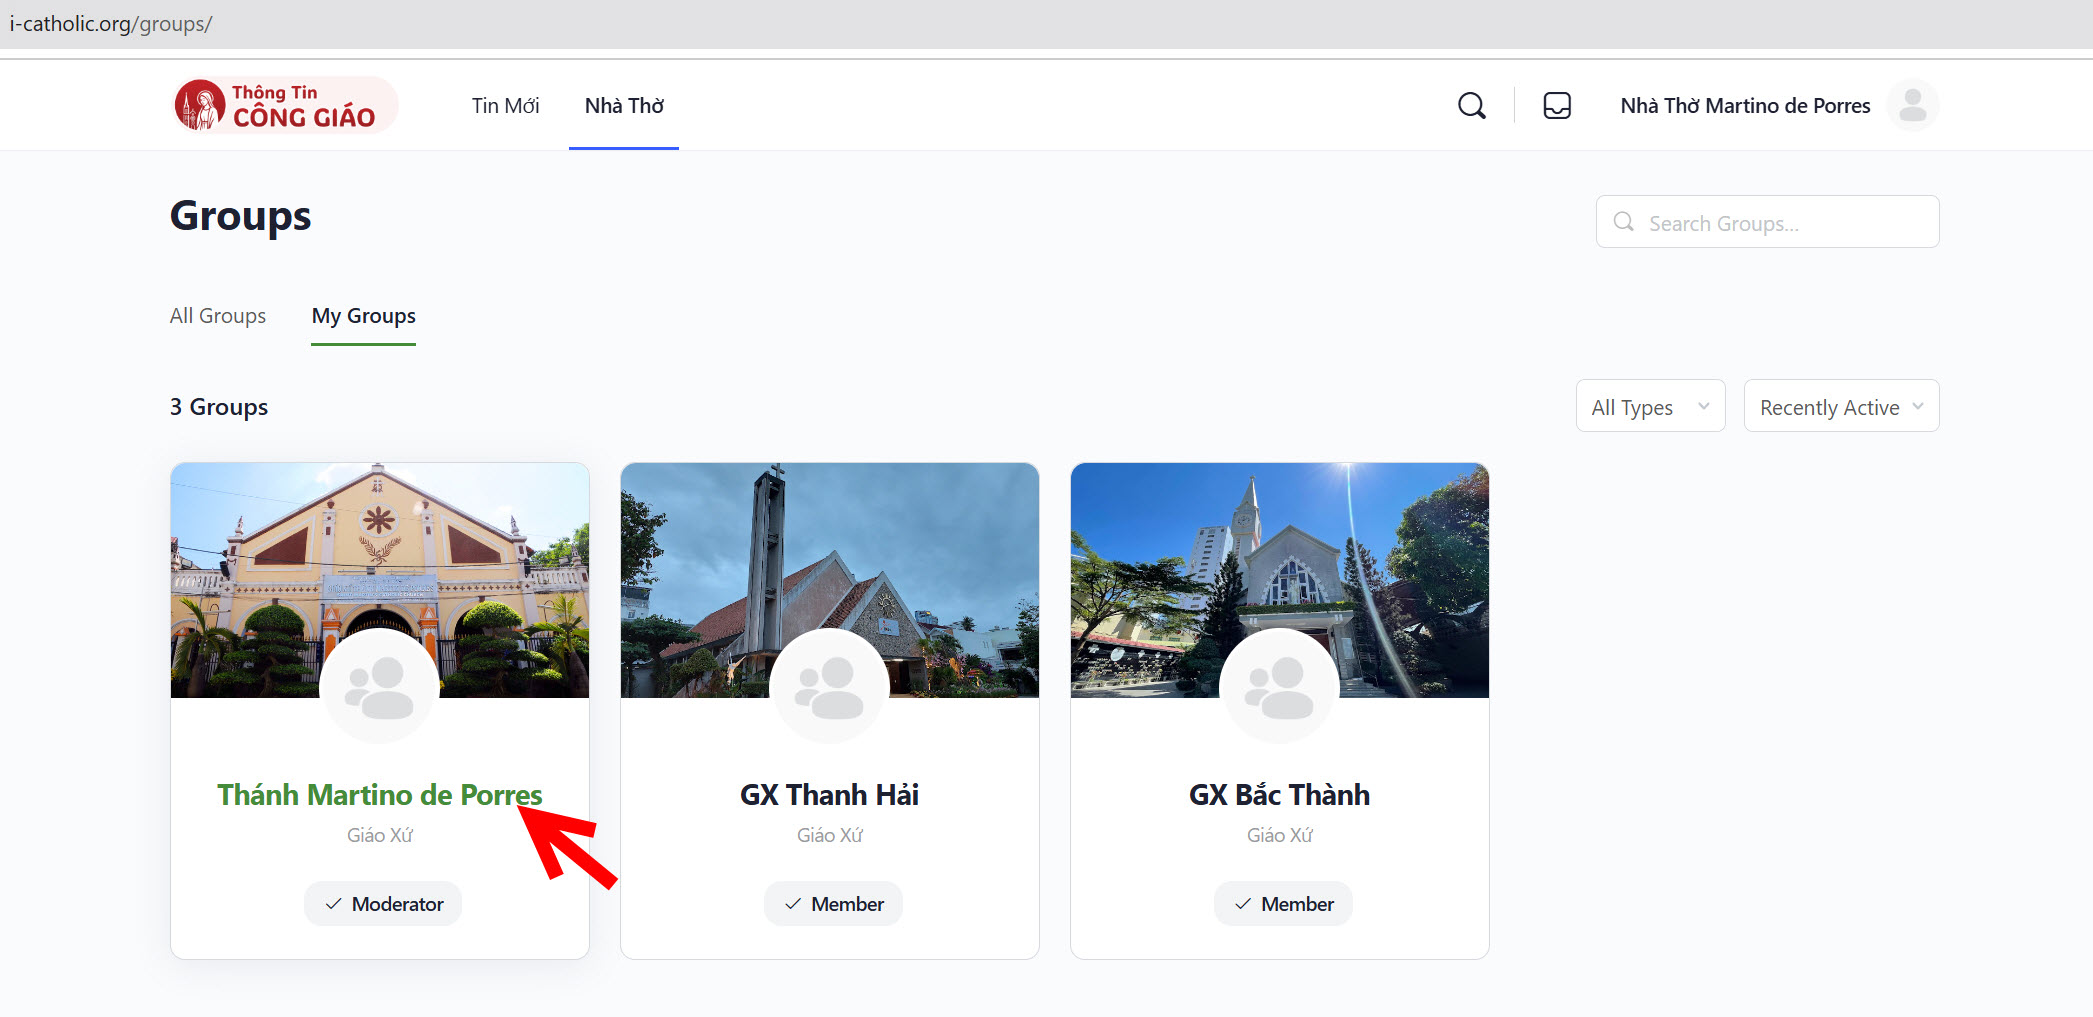 i-catholic.org/groups/
Thông Tin
CÔNG GIÁO
Tin Mới
Nhà Thờ
Nhà Thờ Martino de Porres
Groups
Search Groups...
All Groups
My Groups
3 Groups
All Types
Recently Active
Thánh Martino de Porres
Giáo Xứ
Moderator
GX Thanh Hải
Giáo Xứ
Member
GX Bắc Thành
Giáo Xứ
Member